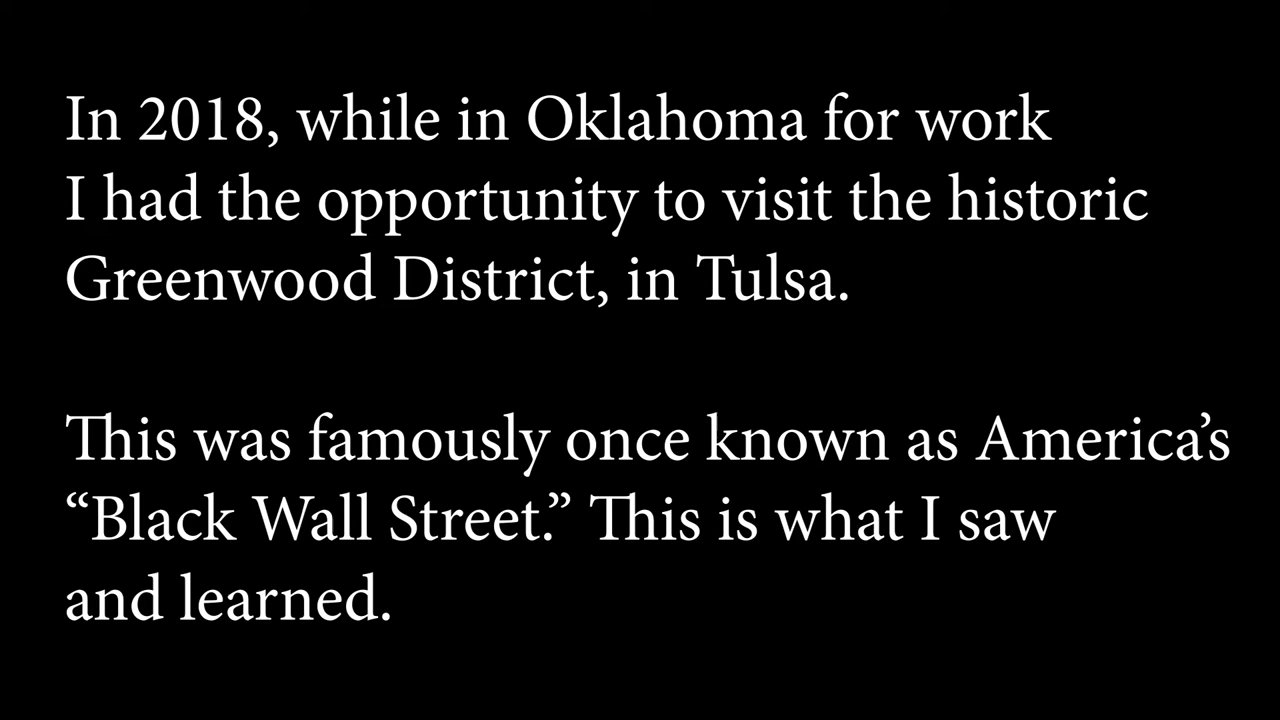 In 2018, while in Oklahoma for work
I had the opportunity to visit the historic
Greenwood District, in Tulsa.
This was famously once known as America’s
“Black Wall Street.” This is what I saw
and learned.